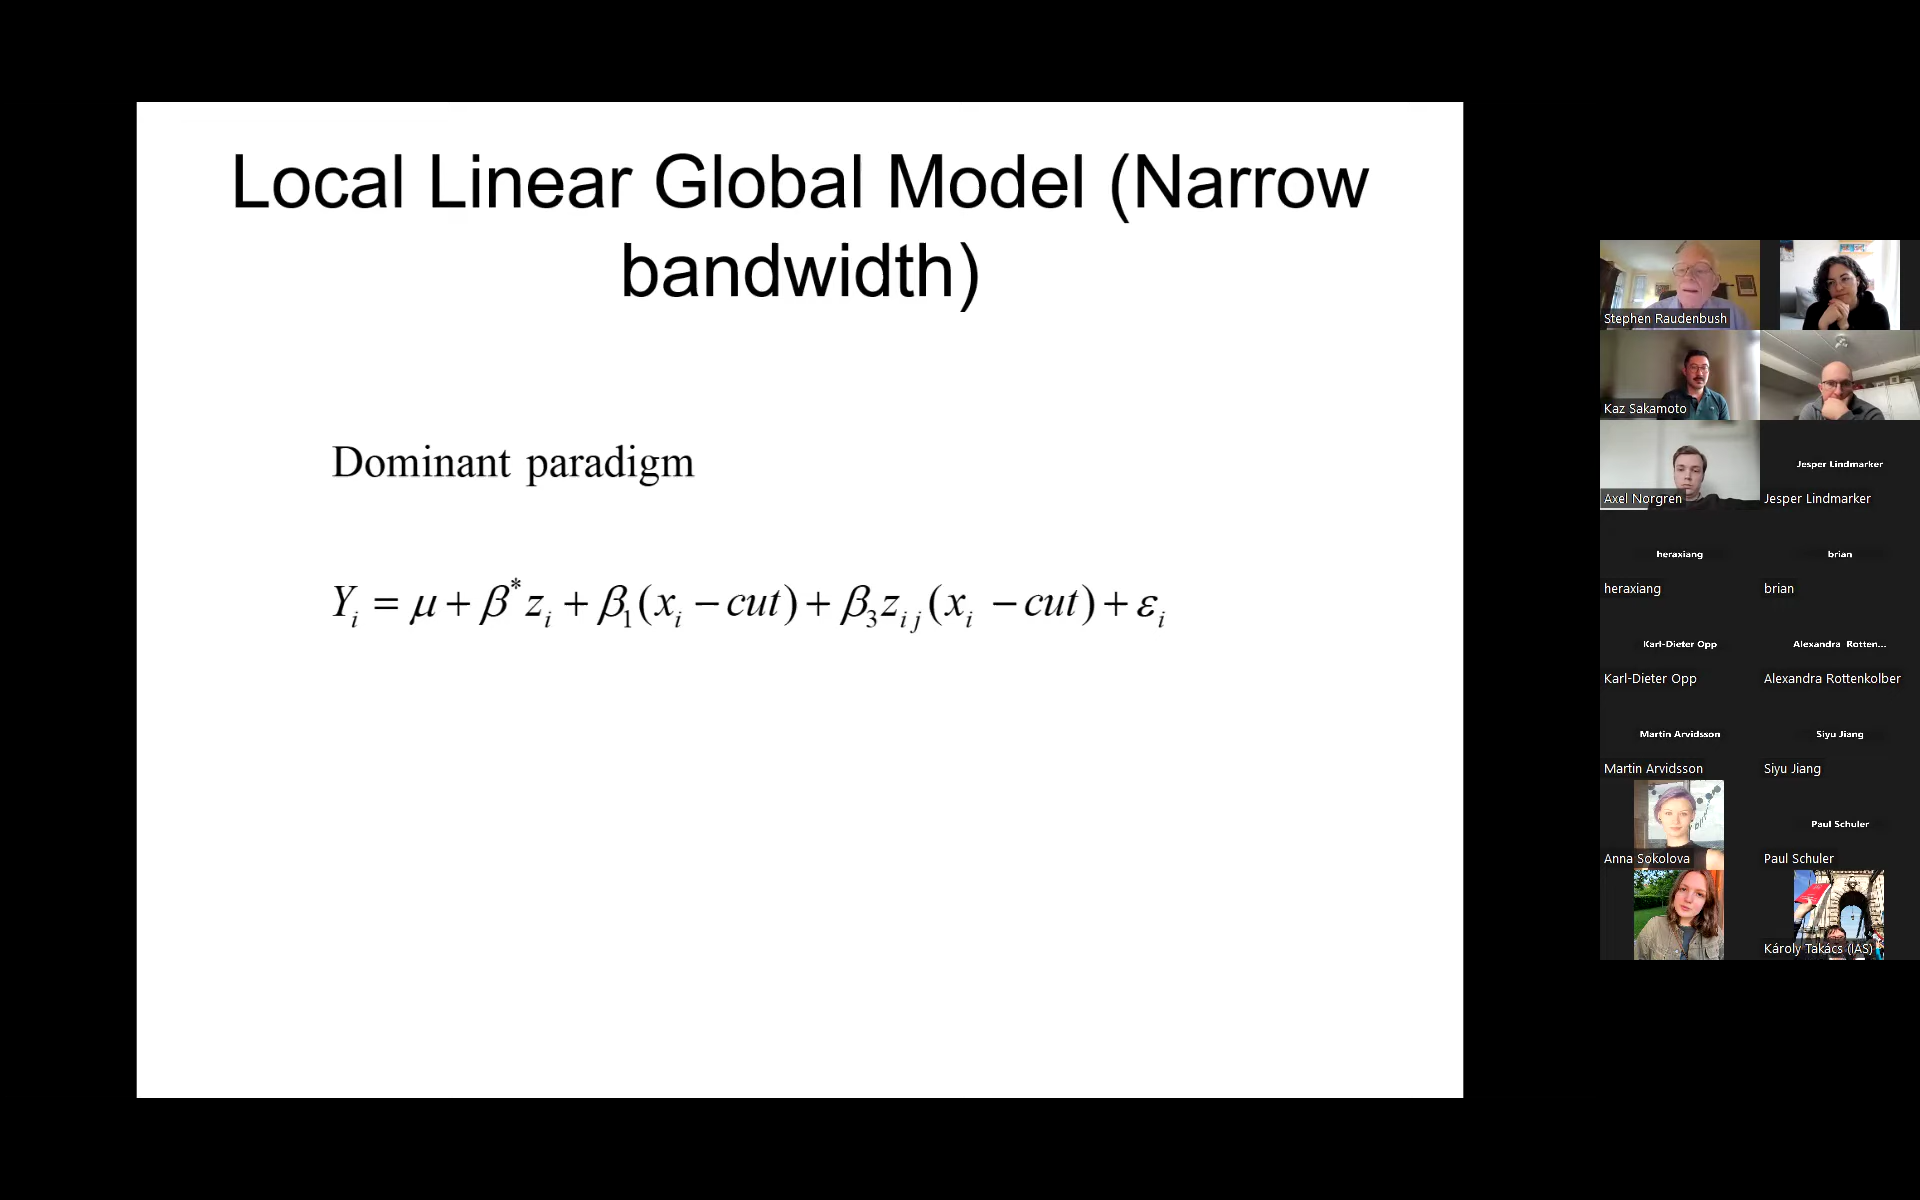 Local Linear Global Model (Narrow
bandwidth)
Dominant paradigm
Y_i = μ + β^* z_i + β_1(x_i − cut) + β_3 z_{ij}(x_i − cut) + ε_i
Stephen Raudenbush
Kaz Sakamoto
Axel Norgren
Jesper Lindmarker
Jesper Lindmarker
heraxiang
brian
heraxiang
brian
Karl-Dieter Opp
Alexandra Rotten...
Karl-Dieter Opp
Alexandra Rottenkolber
Martin Arvidsson
Siyu Jiang
Martin Arvidsson
Siyu Jiang
Paul Schuler
Anna Sokolova
Paul Schuler
Károly Takács (IAS)